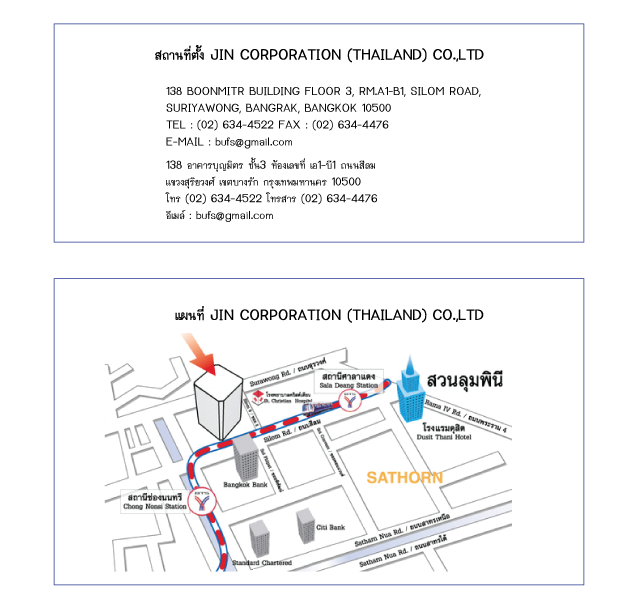 สถานที่ตั้ง JIN CORPORATION (THAILAND) CO.,LTD
138 BOONMITR BUILDING FLOOR 3, RM.A1-B1, SILOM ROAD,
SURIYAWONG, BANGRAK, BANGKOK 10500
TEL : (02) 634-4522 FAX : (02) 634-4476
E-MAIL : bufs@gmail.com
138 อาคารบุญมิตร ชั้น3 ห้องเลขที่ เอ1-บี1 ถนนสีลม
แขวงสุริยวงศ์ เขตบางรัก กรุงเทพมหานคร 10500
โทร (02) 634-4522 โทรสาร (02) 634-4476
อีเมล์ : bufs@gmail.com
แผนที่ JIN CORPORATION (THAILAND) CO.,LTD
Surawong Rd. / ถนนสุรวงศ์
สถานีศาลาแดง
Sala Deang Station
สวนลุมพินี
โรงพยาบาลคริสต์เตียน
St. Christian Hospital
Rama IV Rd. / ถนนพระราม 4
โรงแรมดุสิต
Dusit Thani Hotel
Silom Rd. / ถนนสีลม
Bangkok Bank
SATHORN
สถานีช่องนนทรี
Chong Nonsi Station
BTS
Citi Bank
Standard Chartered
Sathorn Nua Rd. / ถนนสาทรเหนือ
Sathorn Nua Rd. / ถนนสาทรใต้